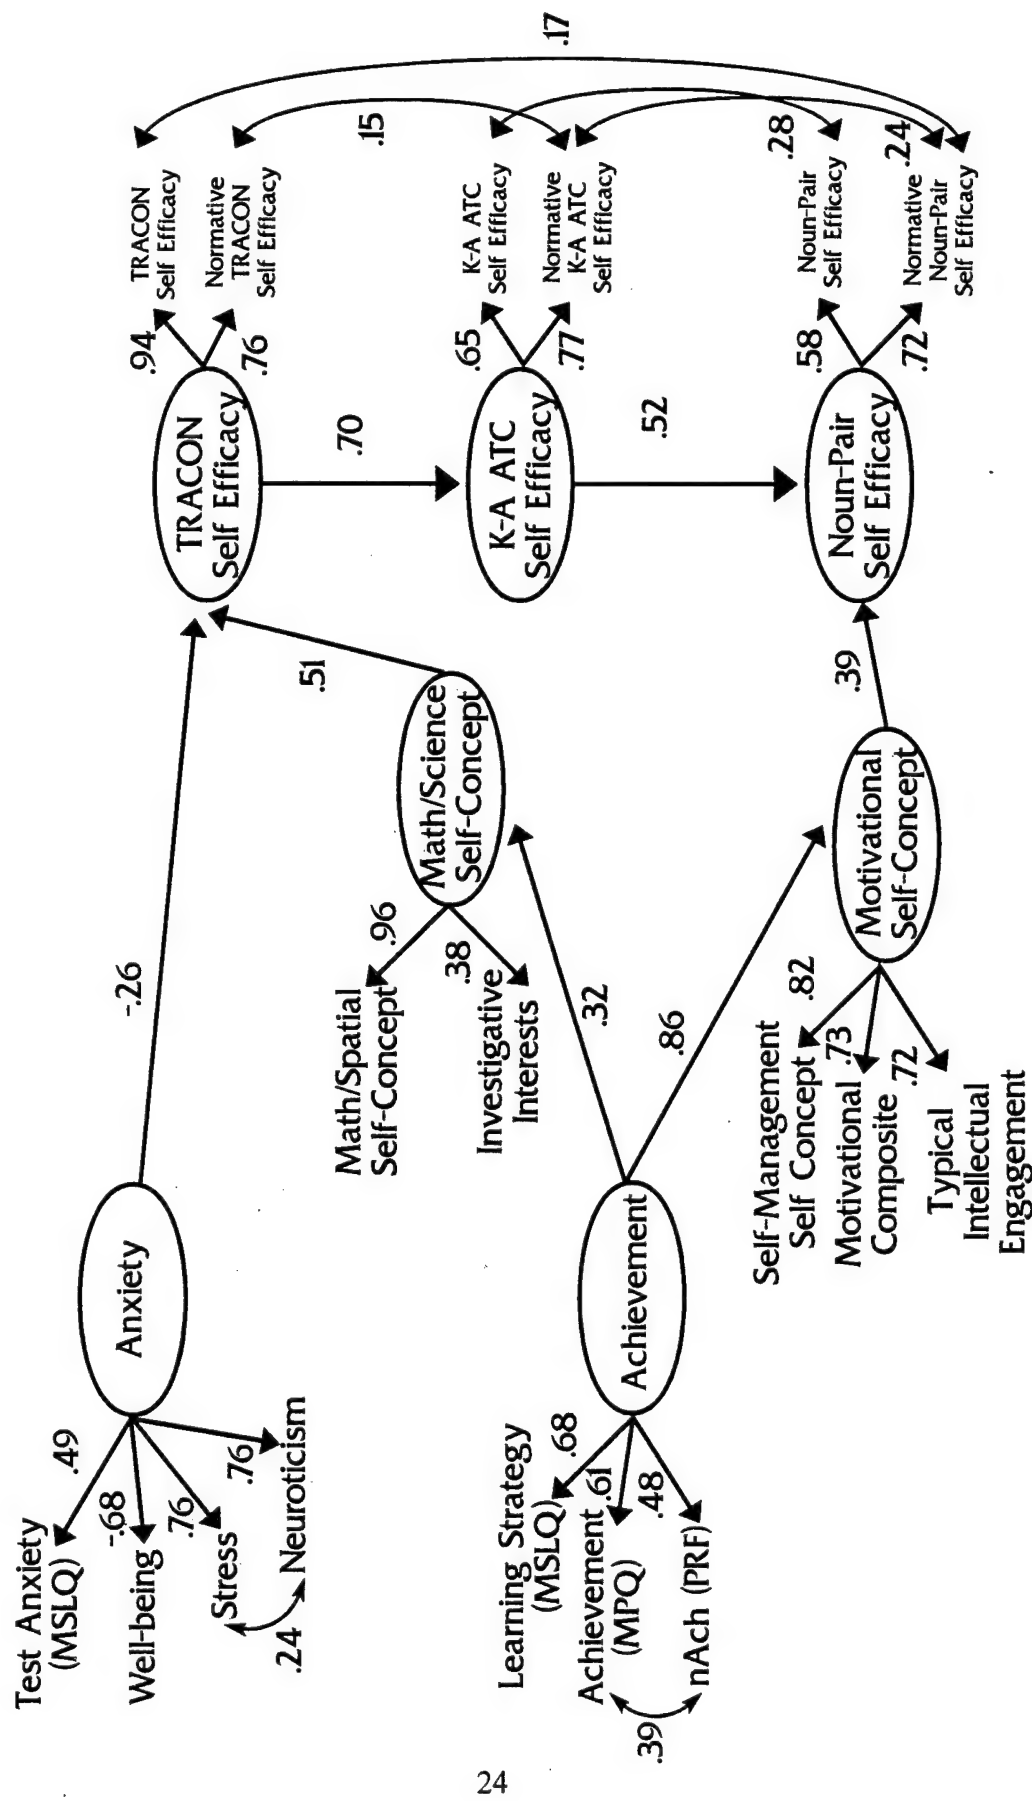 Test Anxiety
(MSLQ)
.49
Well-being
-.68
Stress
.76
Neuroticism
.76
.24
Anxiety
-.26
TRACON
Self Efficacy
.94
TRACON
Self Efficacy
.76
Normative
TRACON
Self Efficacy
.17
.15
.70
Math/Spatial
Self-Concept
.96
Investigative
Interests
.38
Math/Science
Self-Concept
.51
K-A ATC
Self Efficacy
.65
K-A ATC
Self Efficacy
.77
Normative
K-A ATC
Self Efficacy
.52
.28
.24
Learning Strategy
(MSLQ)
.68
Achievement
(MPQ)
.61
nAch (PRF)
.48
.39
Achievement
.32
.86
Self-Management
Self Concept
.82
Motivational
Composite
.73
Typical
Intellectual
Engagement
.72
Motivational
Self-Concept
.39
Noun-Pair
Self Efficacy
.58
Noun-Pair
Self Efficacy
.72
Normative
Noun-Pair
Self Efficacy
24